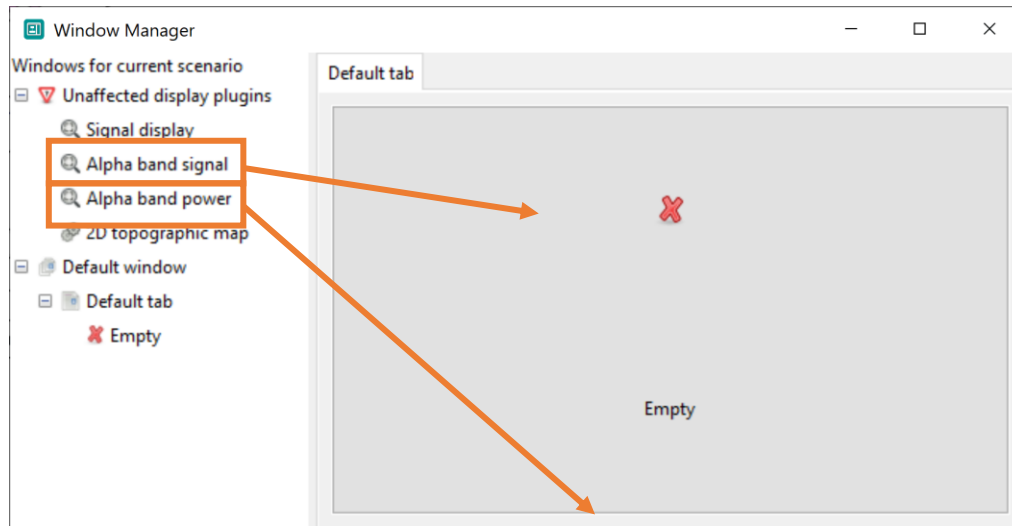 Window Manager
Windows for current scenario
Unaffected display plugins
Signal display
Alpha band signal
Alpha band power
2D topographic map
Default window
Default tab
Empty
Default tab
Empty